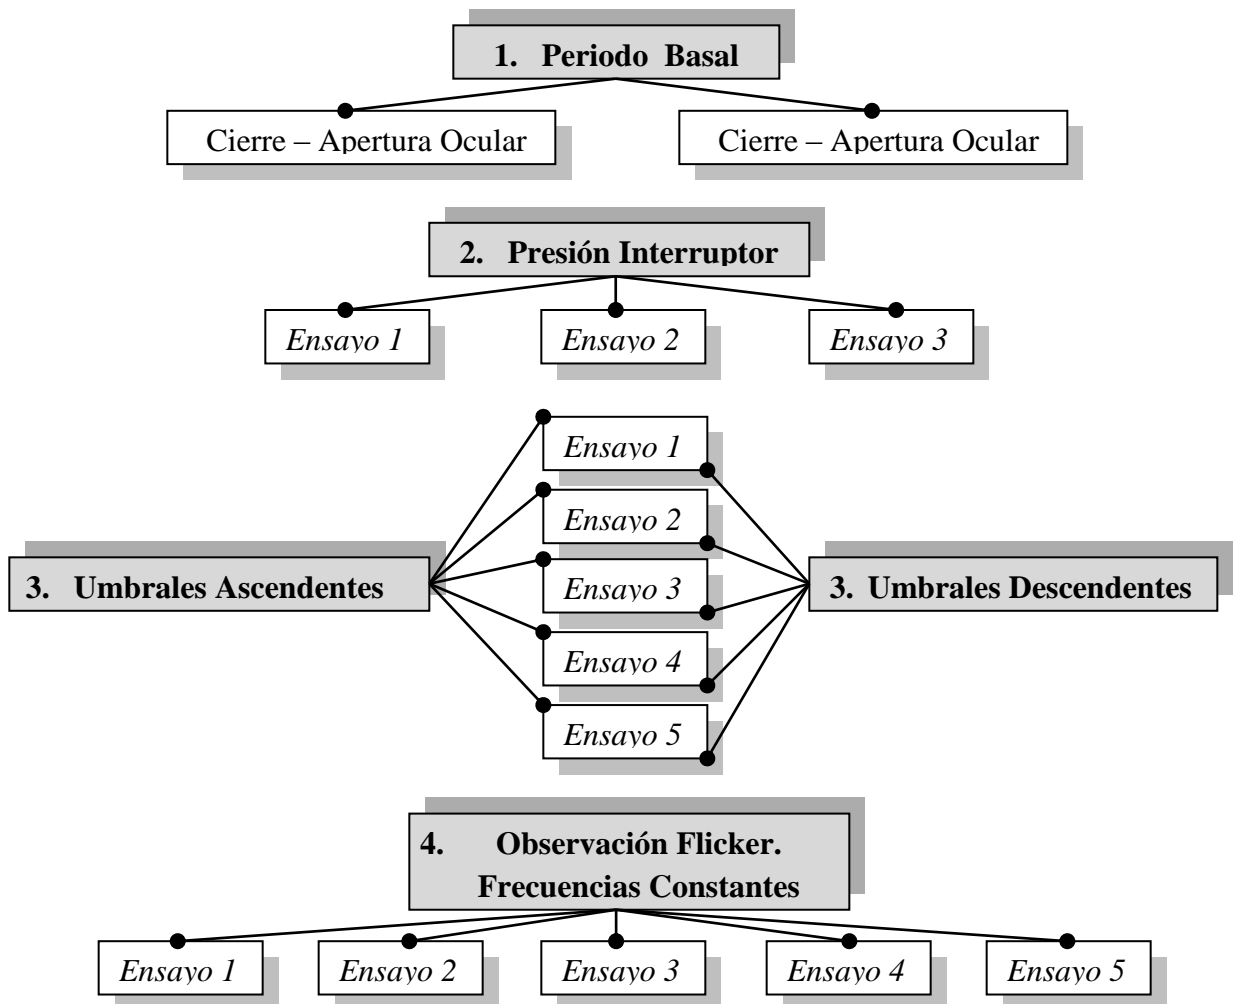 1. Periodo Basal
Cierre – Apertura Ocular
Cierre – Apertura Ocular
2. Presión Interruptor
Ensayo 1
Ensayo 2
Ensayo 3
Ensayo 1
Ensayo 2
Ensayo 3
Ensayo 4
Ensayo 5
3. Umbrales Ascendentes
3. Umbrales Descendentes
4. Observación Flicker.
Frecuencias Constantes
Ensayo 1
Ensayo 2
Ensayo 3
Ensayo 4
Ensayo 5